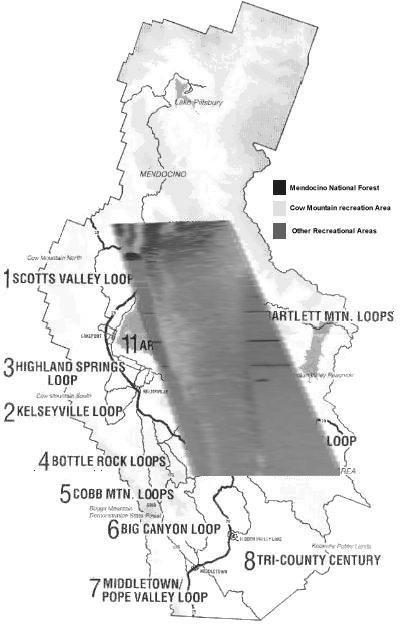 Lake Pillsbury
MENDOCINO
Mendocino National Forest
Cow Mountain recreation Area
Other Recreational Areas
Cow Mountain North
1 SCOTTS VALLEY LOOP
ARTLETT MTN. LOOPS
LAKEPORT
11 AR
3 HIGHLAND SPRINGS
LOOP
Cow Mountain South
KELSEYVILLE
2 KELSEYVILLE LOOP
LOOP
4 BOTTLE ROCK LOOPS
AREA
5 COBB MTN. LOOPS
COBB
Boggs Mountain
Demonstration State Forest
6 BIG CANYON LOOP
HIDDEN VALLEY LAKE
Knoxville Public Lands
8 TRI-COUNTY CENTURY
MIDDLETOWN
7 MIDDLETOWN/
POPE VALLEY LOOP